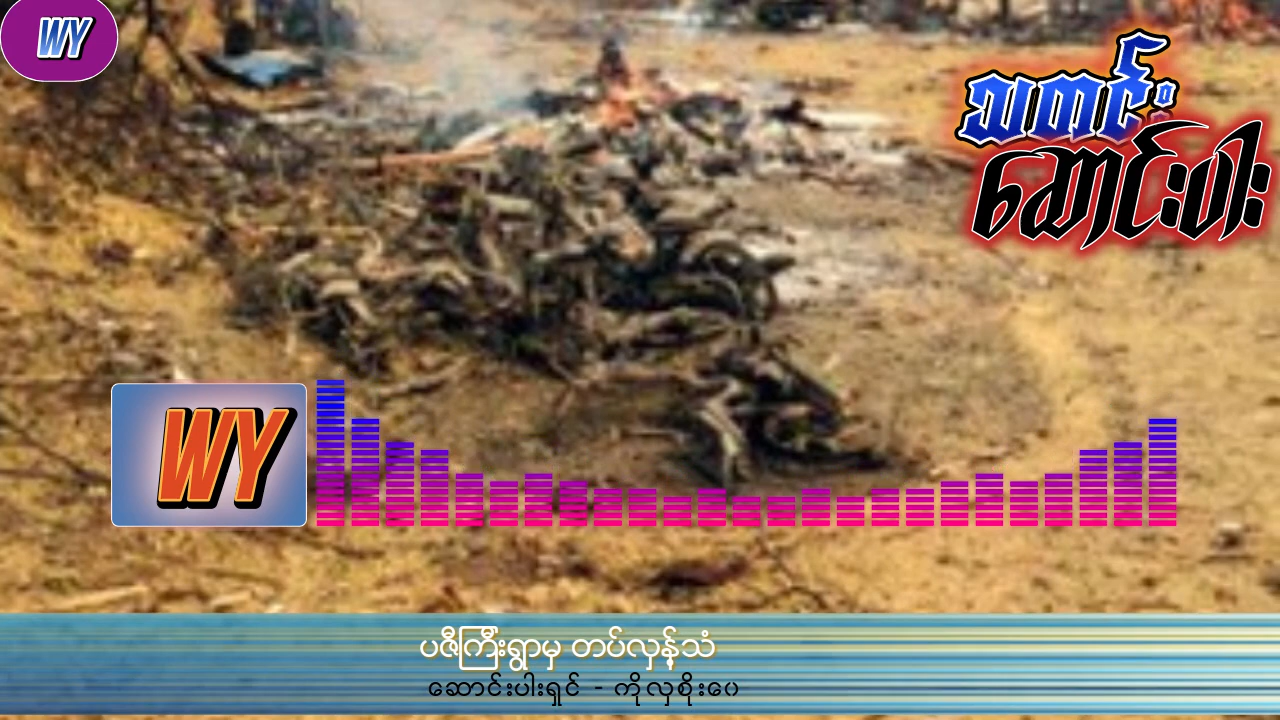 WY
သတင်း
ဆောင်းပါး
WY
ပဇီကြီးရွာမှ တပ်လှန့်သံ
ဆောင်းပါးရှင် - ကိုလှစိုးဝေ